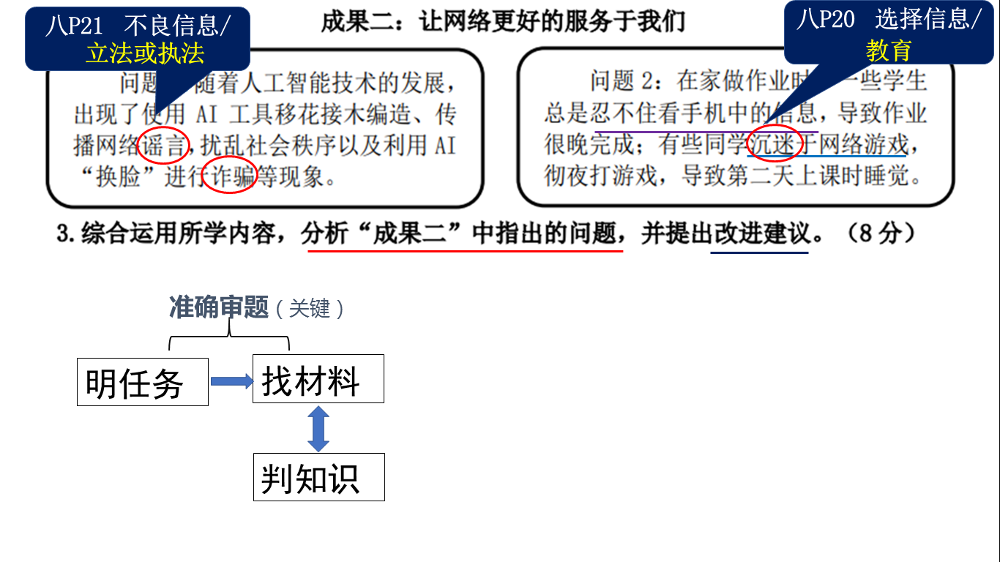 成果二：让网络更好的服务于我们
八P21 不良信息/
立法或执法
八P20 选择信息/
教育
问题 随着人工智能技术的发展，
出现了使用 AI 工具移花接木编造、传
播网络谣言，扰乱社会秩序以及利用 AI
“换脸”进行诈骗等现象。
问题 2：在家做作业时 一些学生
总是忍不住看手机中的信息，导致作业
很晚完成；有些同学沉迷于网络游戏，
彻夜打游戏，导致第二天上课时睡觉。
3.综合运用所学内容，分析“成果二”中指出的问题，并提出改进建议。（8 分）
准确审题（关键）
明任务
找材料
判知识